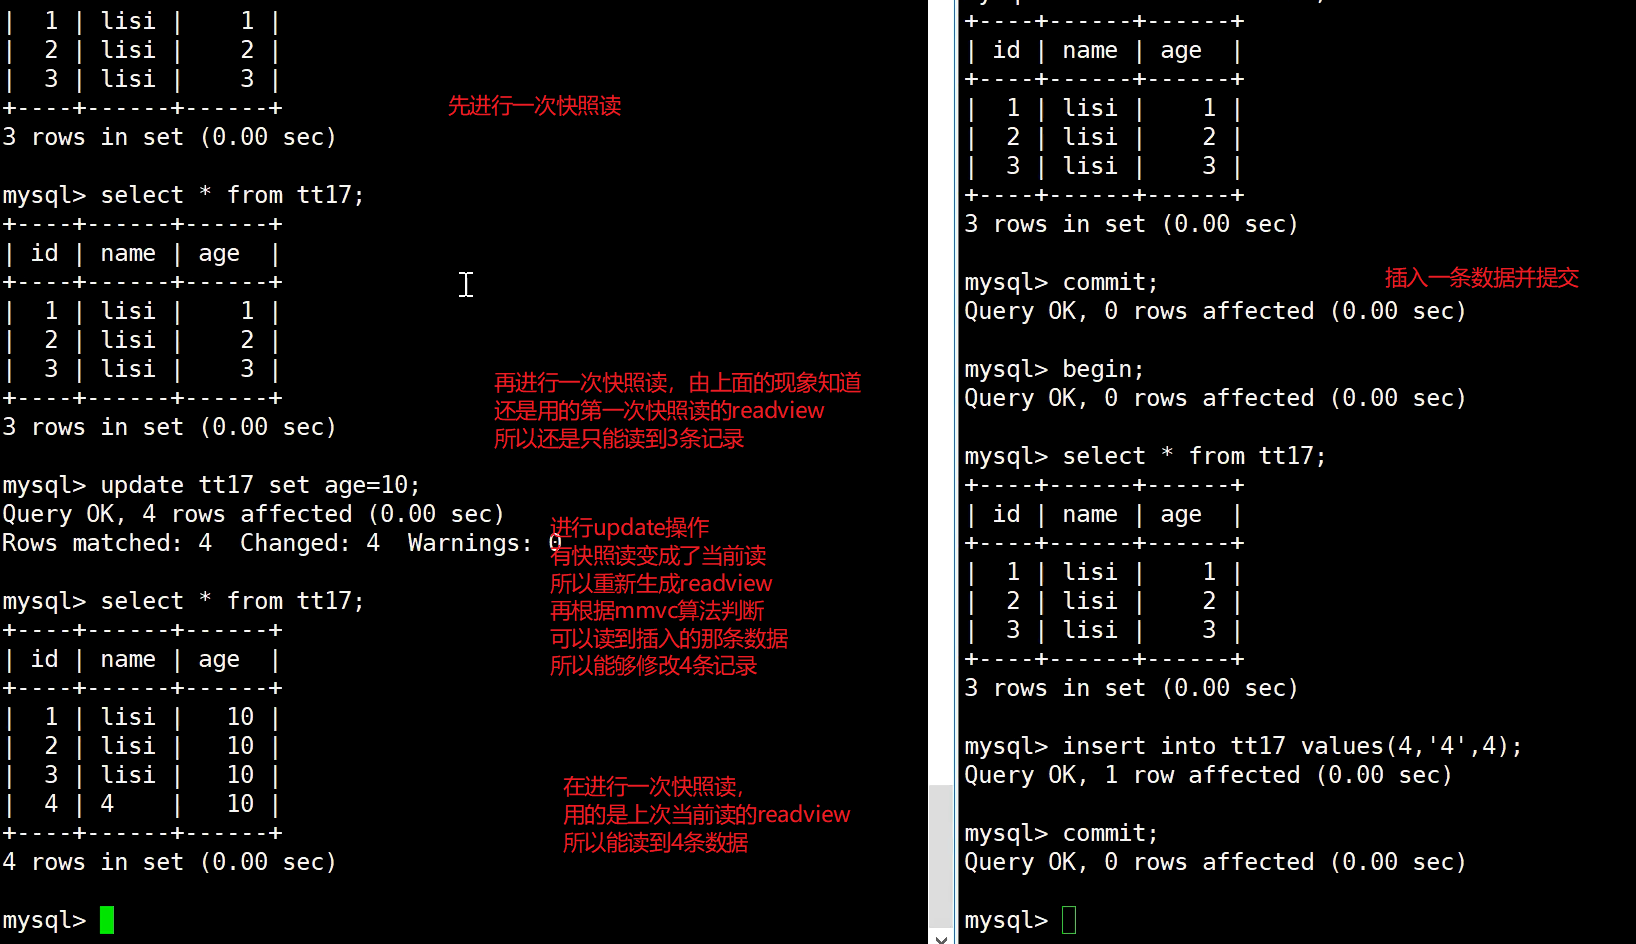 |  1 | lisi |    1 |
|  2 | lisi |    2 |
|  3 | lisi |    3 |
+----+------+------+
先进行一次快照读
3 rows in set (0.00 sec)
mysql> select * from tt17;
+----+------+------+
| id | name | age  |
+----+------+------+
|  1 | lisi |    1 |
|  2 | lisi |    2 |
|  3 | lisi |    3 |
+----+------+------+
3 rows in set (0.00 sec)
再进行一次快照读，由上面的现象知道
还是用的第一次快照读的readview
所以还是只能读到3条记录
mysql> update tt17 set age=10;
Query OK, 4 rows affected (0.00 sec)
Rows matched: 4  Changed: 4  Warnings: 0
进行update操作
有快照读变成了当前读
所以重新生成readview
再根据mmvc算法判断
可以读到插入的那条数据
所以能够修改4条记录
mysql> select * from tt17;
+----+------+------+
| id | name | age  |
+----+------+------+
|  1 | lisi |   10 |
|  2 | lisi |   10 |
|  3 | lisi |   10 |
|  4 | 4    |   10 |
+----+------+------+
4 rows in set (0.00 sec)
在进行一次快照读，
用的是上次当前读的readview
所以能读到4条数据
mysql>
+----+------+------+
| id | name | age  |
+----+------+------+
|  1 | lisi |    1 |
|  2 | lisi |    2 |
|  3 | lisi |    3 |
+----+------+------+
3 rows in set (0.00 sec)
mysql> commit;
插入一条数据并提交
Query OK, 0 rows affected (0.00 sec)
mysql> begin;
Query OK, 0 rows affected (0.00 sec)
mysql> select * from tt17;
+----+------+------+
| id | name | age  |
+----+------+------+
|  1 | lisi |    1 |
|  2 | lisi |    2 |
|  3 | lisi |    3 |
+----+------+------+
3 rows in set (0.00 sec)
mysql> insert into tt17 values(4,'4',4);
Query OK, 1 row affected (0.00 sec)
mysql> commit;
Query OK, 0 rows affected (0.00 sec)
mysql>